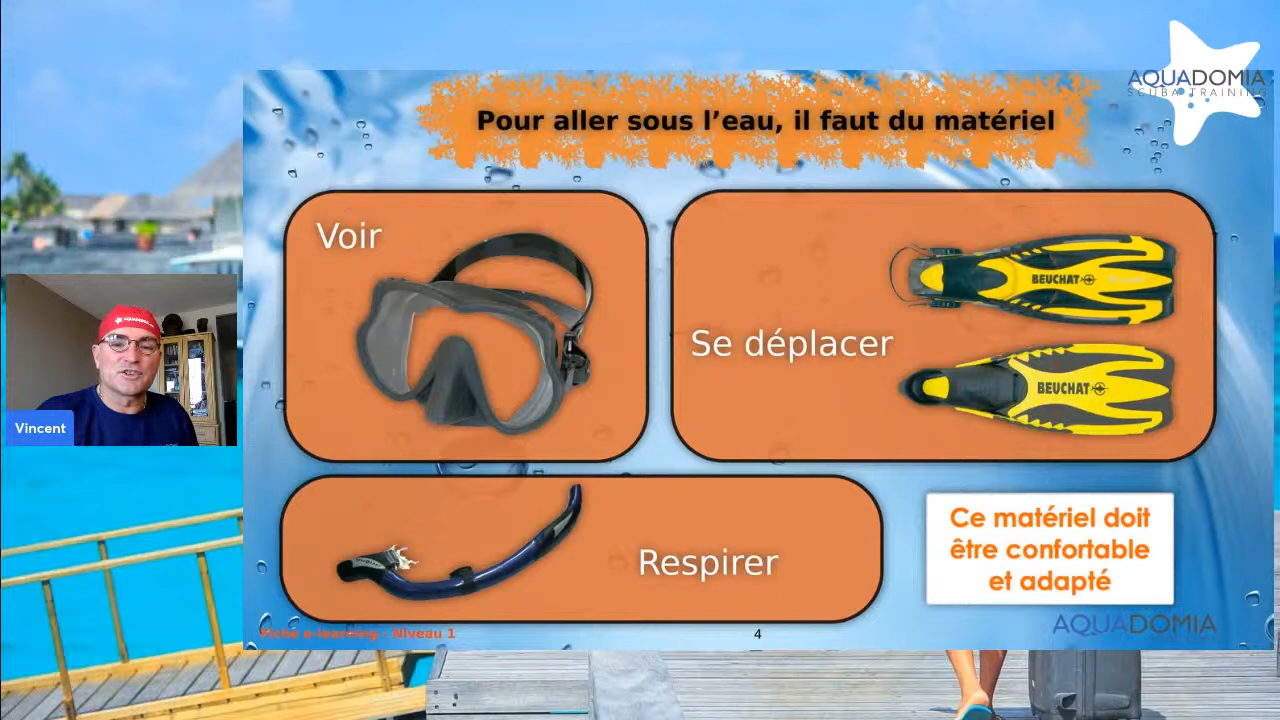 AQUADOMIA
SCUBA TRAINING
Pour aller sous l’eau, il faut du matériel
Voir
BEUCHAT
Se déplacer
BEUCHAT
Vincent
AQUADOMIA
Respirer
Ce matériel doit
être confortable
et adapté
Fiche e-learning - Niveau 1
4
AQUADOMIA